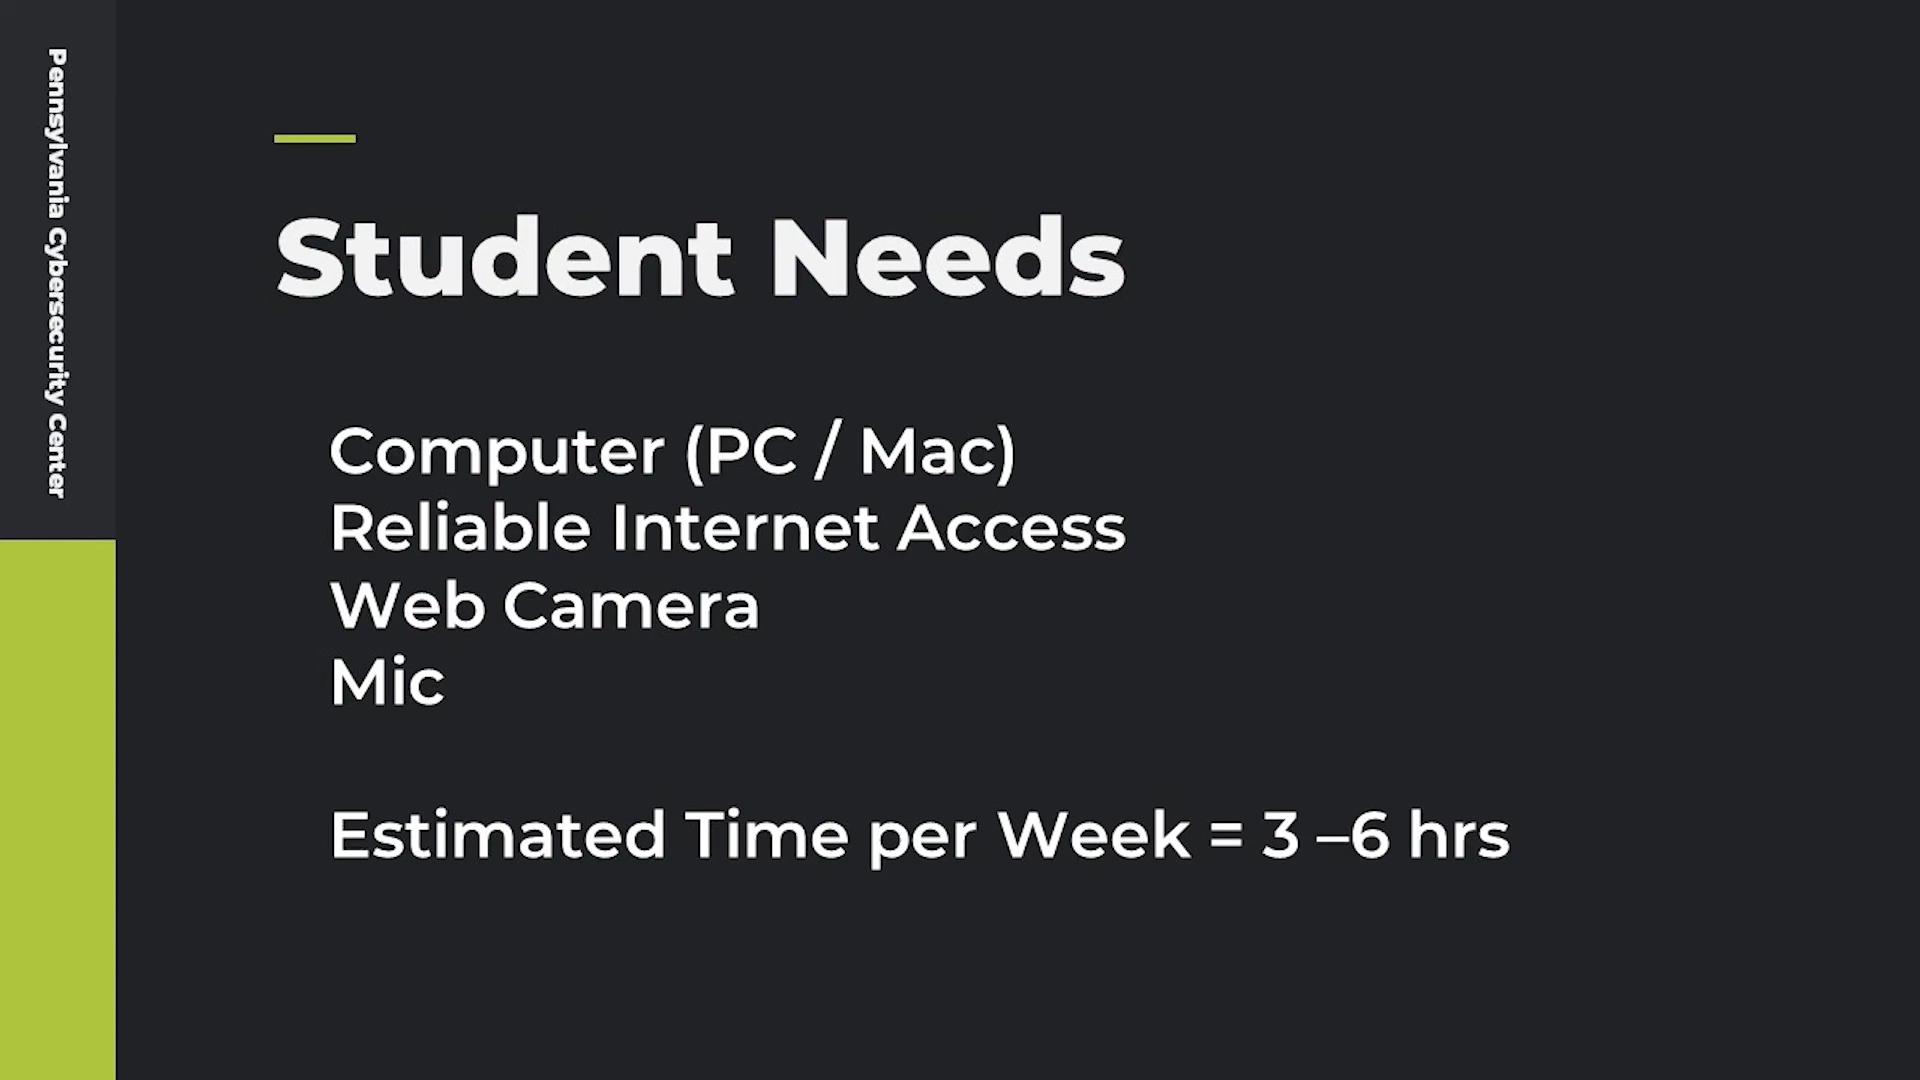 Pennsylvania Cybersecurity Center
Student Needs
Computer (PC / Mac)
Reliable Internet Access
Web Camera
Mic
Estimated Time per Week = 3 –6 hrs